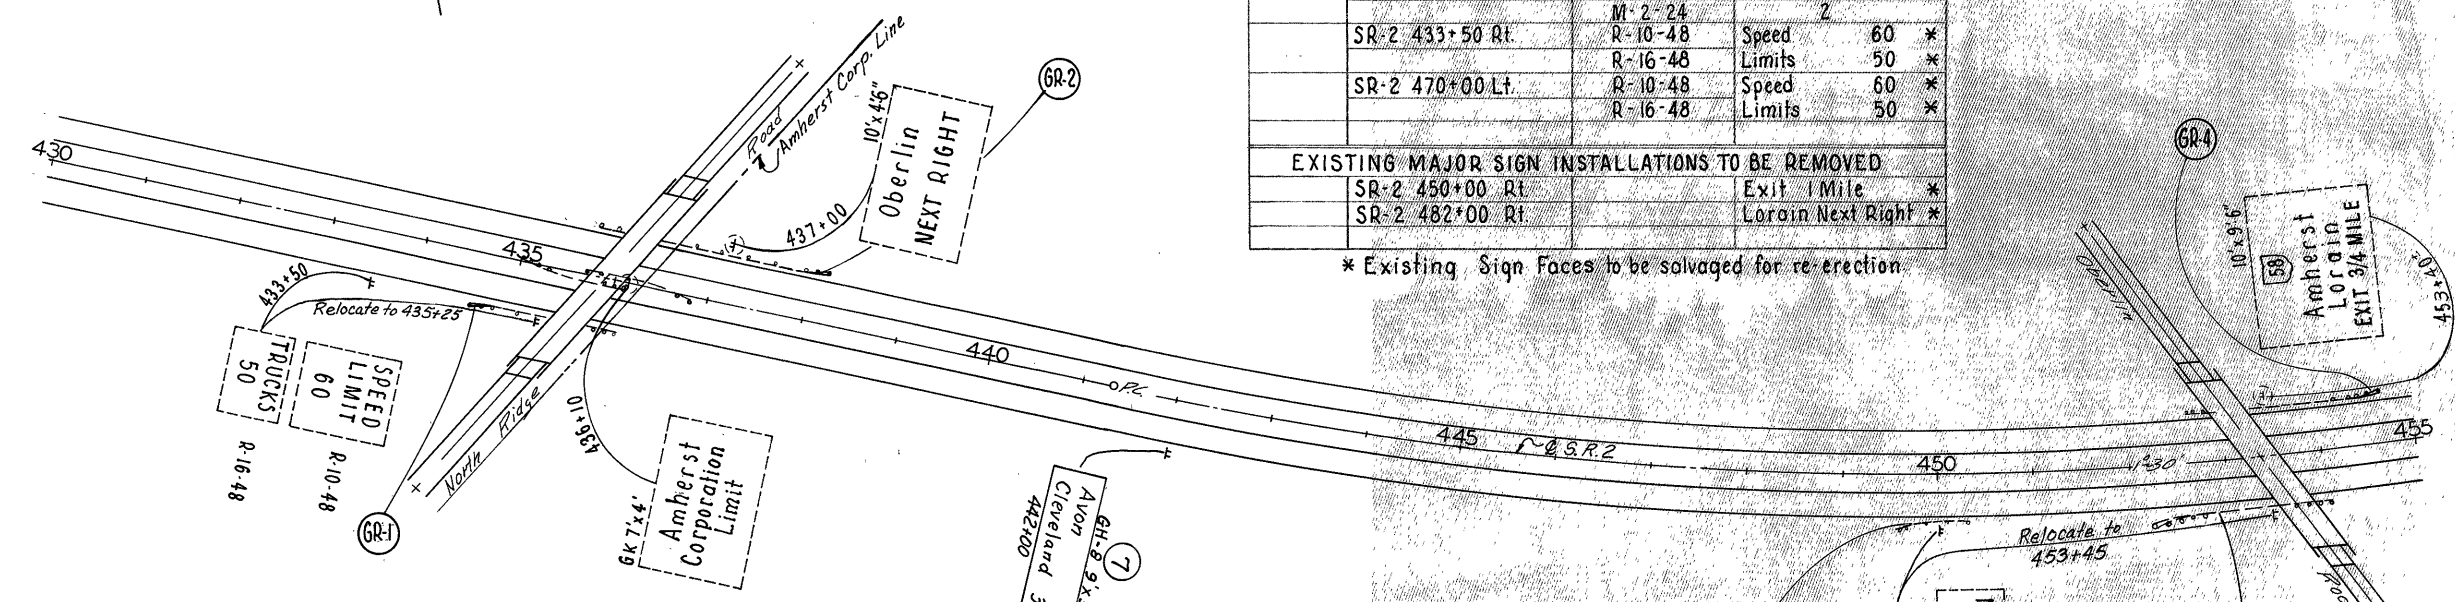 M-2-24 2
SR-2 433+50 Rt. R-10-48 Speed 60 *
R-16-48 Limits 50 *
SR-2 470+00 Lt. R-10-48 Speed 60 *
R-16-48 Limits 50 *
EXISTING MAJOR SIGN INSTALLATIONS TO BE REMOVED
SR-2 450+00 Rt. Exit 1 Mile *
SR-2 482+00 Rt. Lorain Next Right *
* Existing Sign Faces to be salvaged for re-erection
430
435
440
P.C.
445
℄ S.R.2
450
1°30'
455
North Ridge Road
Amherst Corp. Line
10'x4'6"
Oberlin
NEXT RIGHT
GR-2
437+00
433+50
Relocate to 435+25
TRUCKS
50
R-16-48
SPEED
LIMIT
60
R-10-48
GR-1
436+10
GK 7'x4'
Amherst
Corporation
Limit
GH-8 9'x
Avon
Cleveland 3
442+00
7
GR-4
10'x9'6"
58
Amherst
Lorain
EXIT 3/4 MILE
453+40
Relocate to
453+45